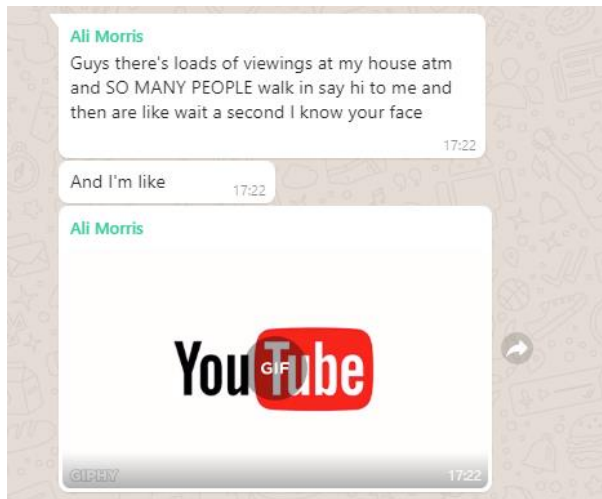 Ali Morris
Guys there's loads of viewings at my house atm
and SO MANY PEOPLE walk in say hi to me and
then are like wait a second I know your face
17:22
And I'm like
17:22
Ali Morris
YouTube
GIF
GIPHY
17:22